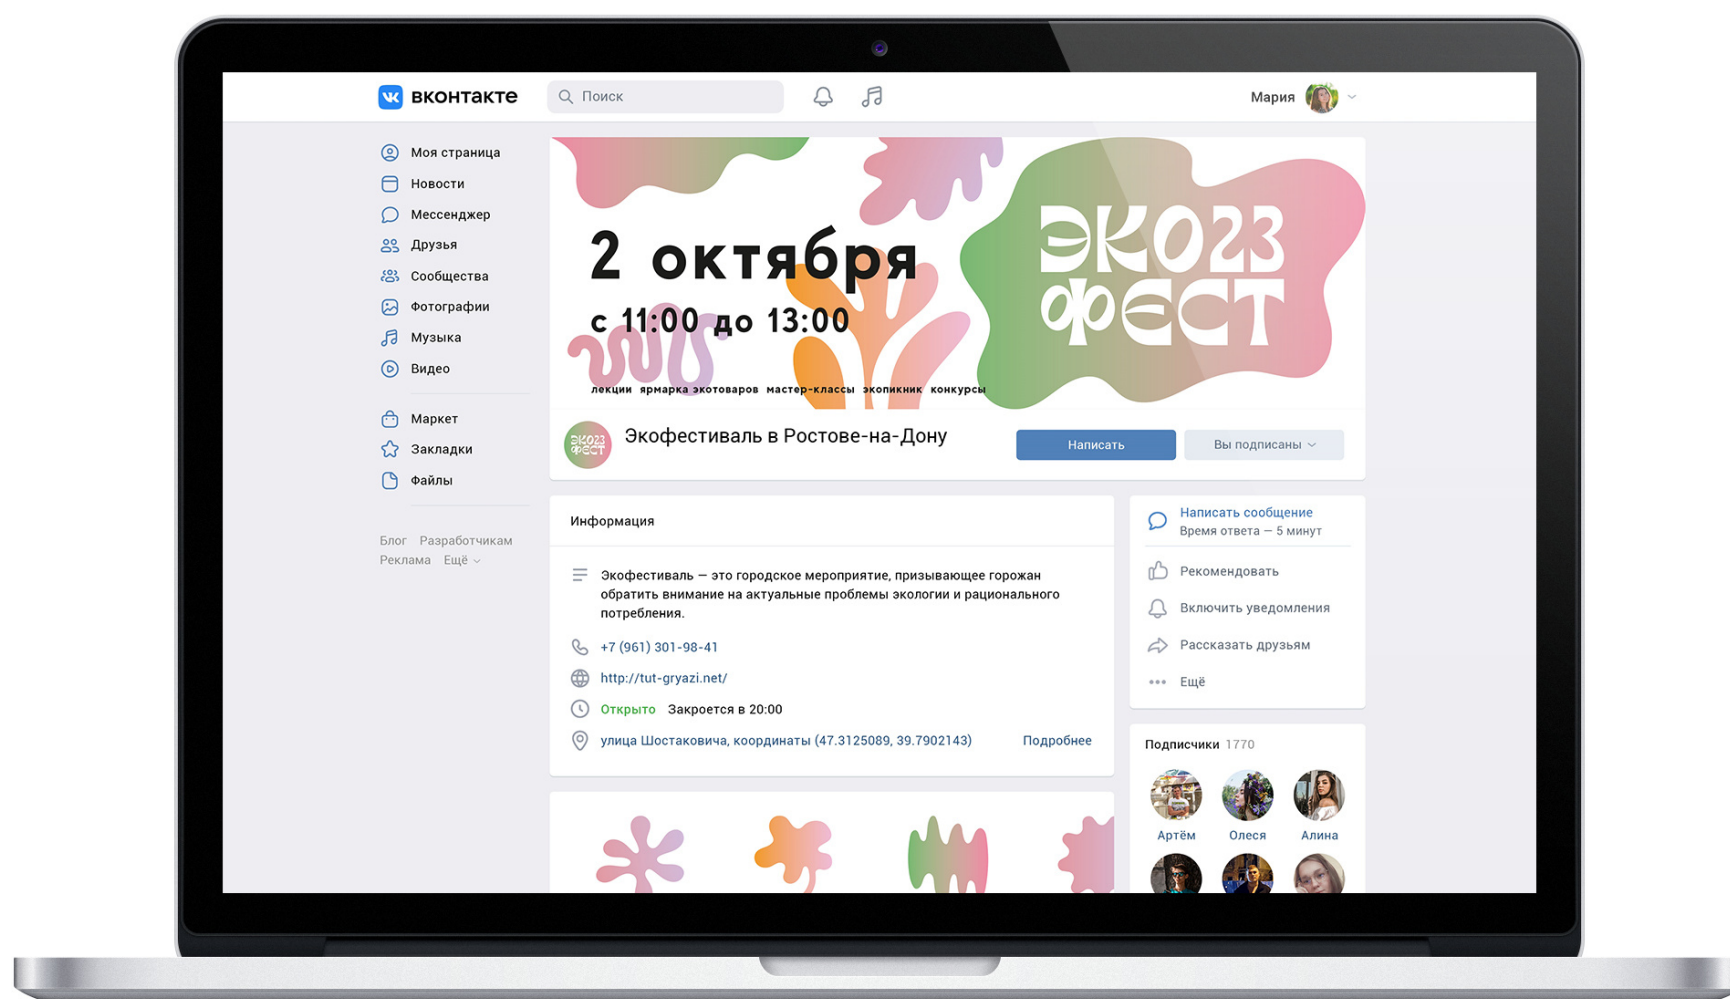 вконтакте
Поиск
Мария
Моя страница
Новости
Мессенджер
Друзья
Сообщества
Фотографии
Музыка
Видео
Маркет
Закладки
Файлы
Блог Разработчикам
Реклама Ещё
2 октября
с 11:00 до 13:00
лекции ярмарка экотоваров мастер-классы экопикник конкурсы
ЭКО23
ФЕСТ
ЭКО23
ФЕСТ
Экофестиваль в Ростове-на-Дону
Написать
Вы подписаны
Информация
Экофестиваль — это городское мероприятие, призывающее горожан
обратить внимание на актуальные проблемы экологии и рационального
потребления.
+7 (961) 301-98-41
http://tut-gryazi.net/
Открыто Закроется в 20:00
улица Шостаковича, координаты (47.3125089, 39.7902143) Подробнее
Написать сообщение
Время ответа — 5 минут
Рекомендовать
Включить уведомления
Рассказать друзьям
Ещё
Подписчики 1770
Артём Олеся Алина